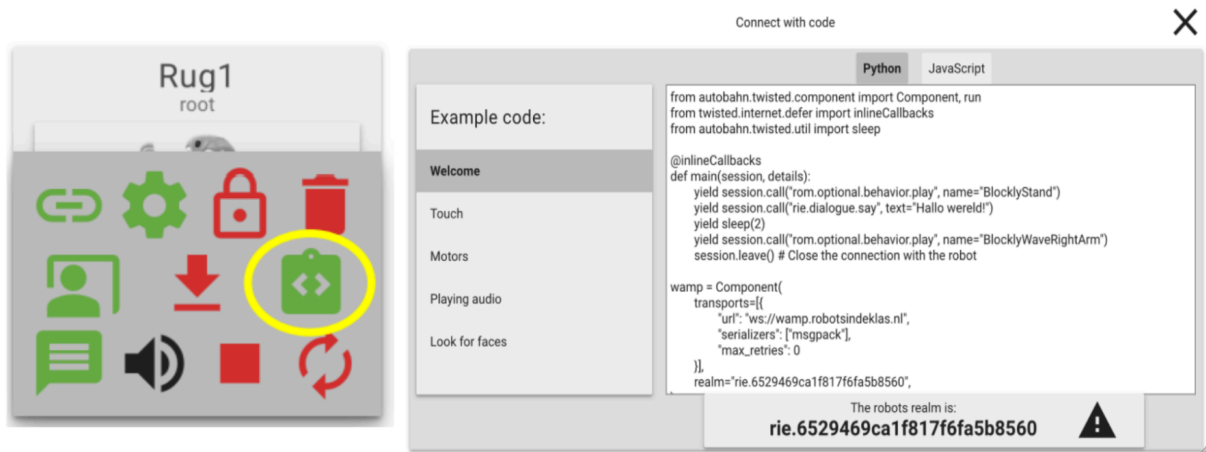 Rug1
root
Connect with code
Python
JavaScript
Example code:
Welcome
Touch
Motors
Playing audio
Look for faces
from autobahn.twisted.component import Component, run
from twisted.internet.defer import inlineCallbacks
from autobahn.twisted.util import sleep
@inlineCallbacks
def main(session, details):
yield session.call("rom.optional.behavior.play", name="BlocklyStand")
yield session.call("rie.dialogue.say", text="Hallo wereld!")
yield sleep(2)
yield session.call("rom.optional.behavior.play", name="BlocklyWaveRightArm")
session.leave() # Close the connection with the robot
wamp = Component(
transports=[{
"url": "ws://wamp.robotsindeklas.nl",
"serializers": ["msgpack"],
"max_retries": 0
}],
realm="rie.6529469ca1f817f6fa5b8560",
The robots realm is:
rie.6529469ca1f817f6fa5b8560